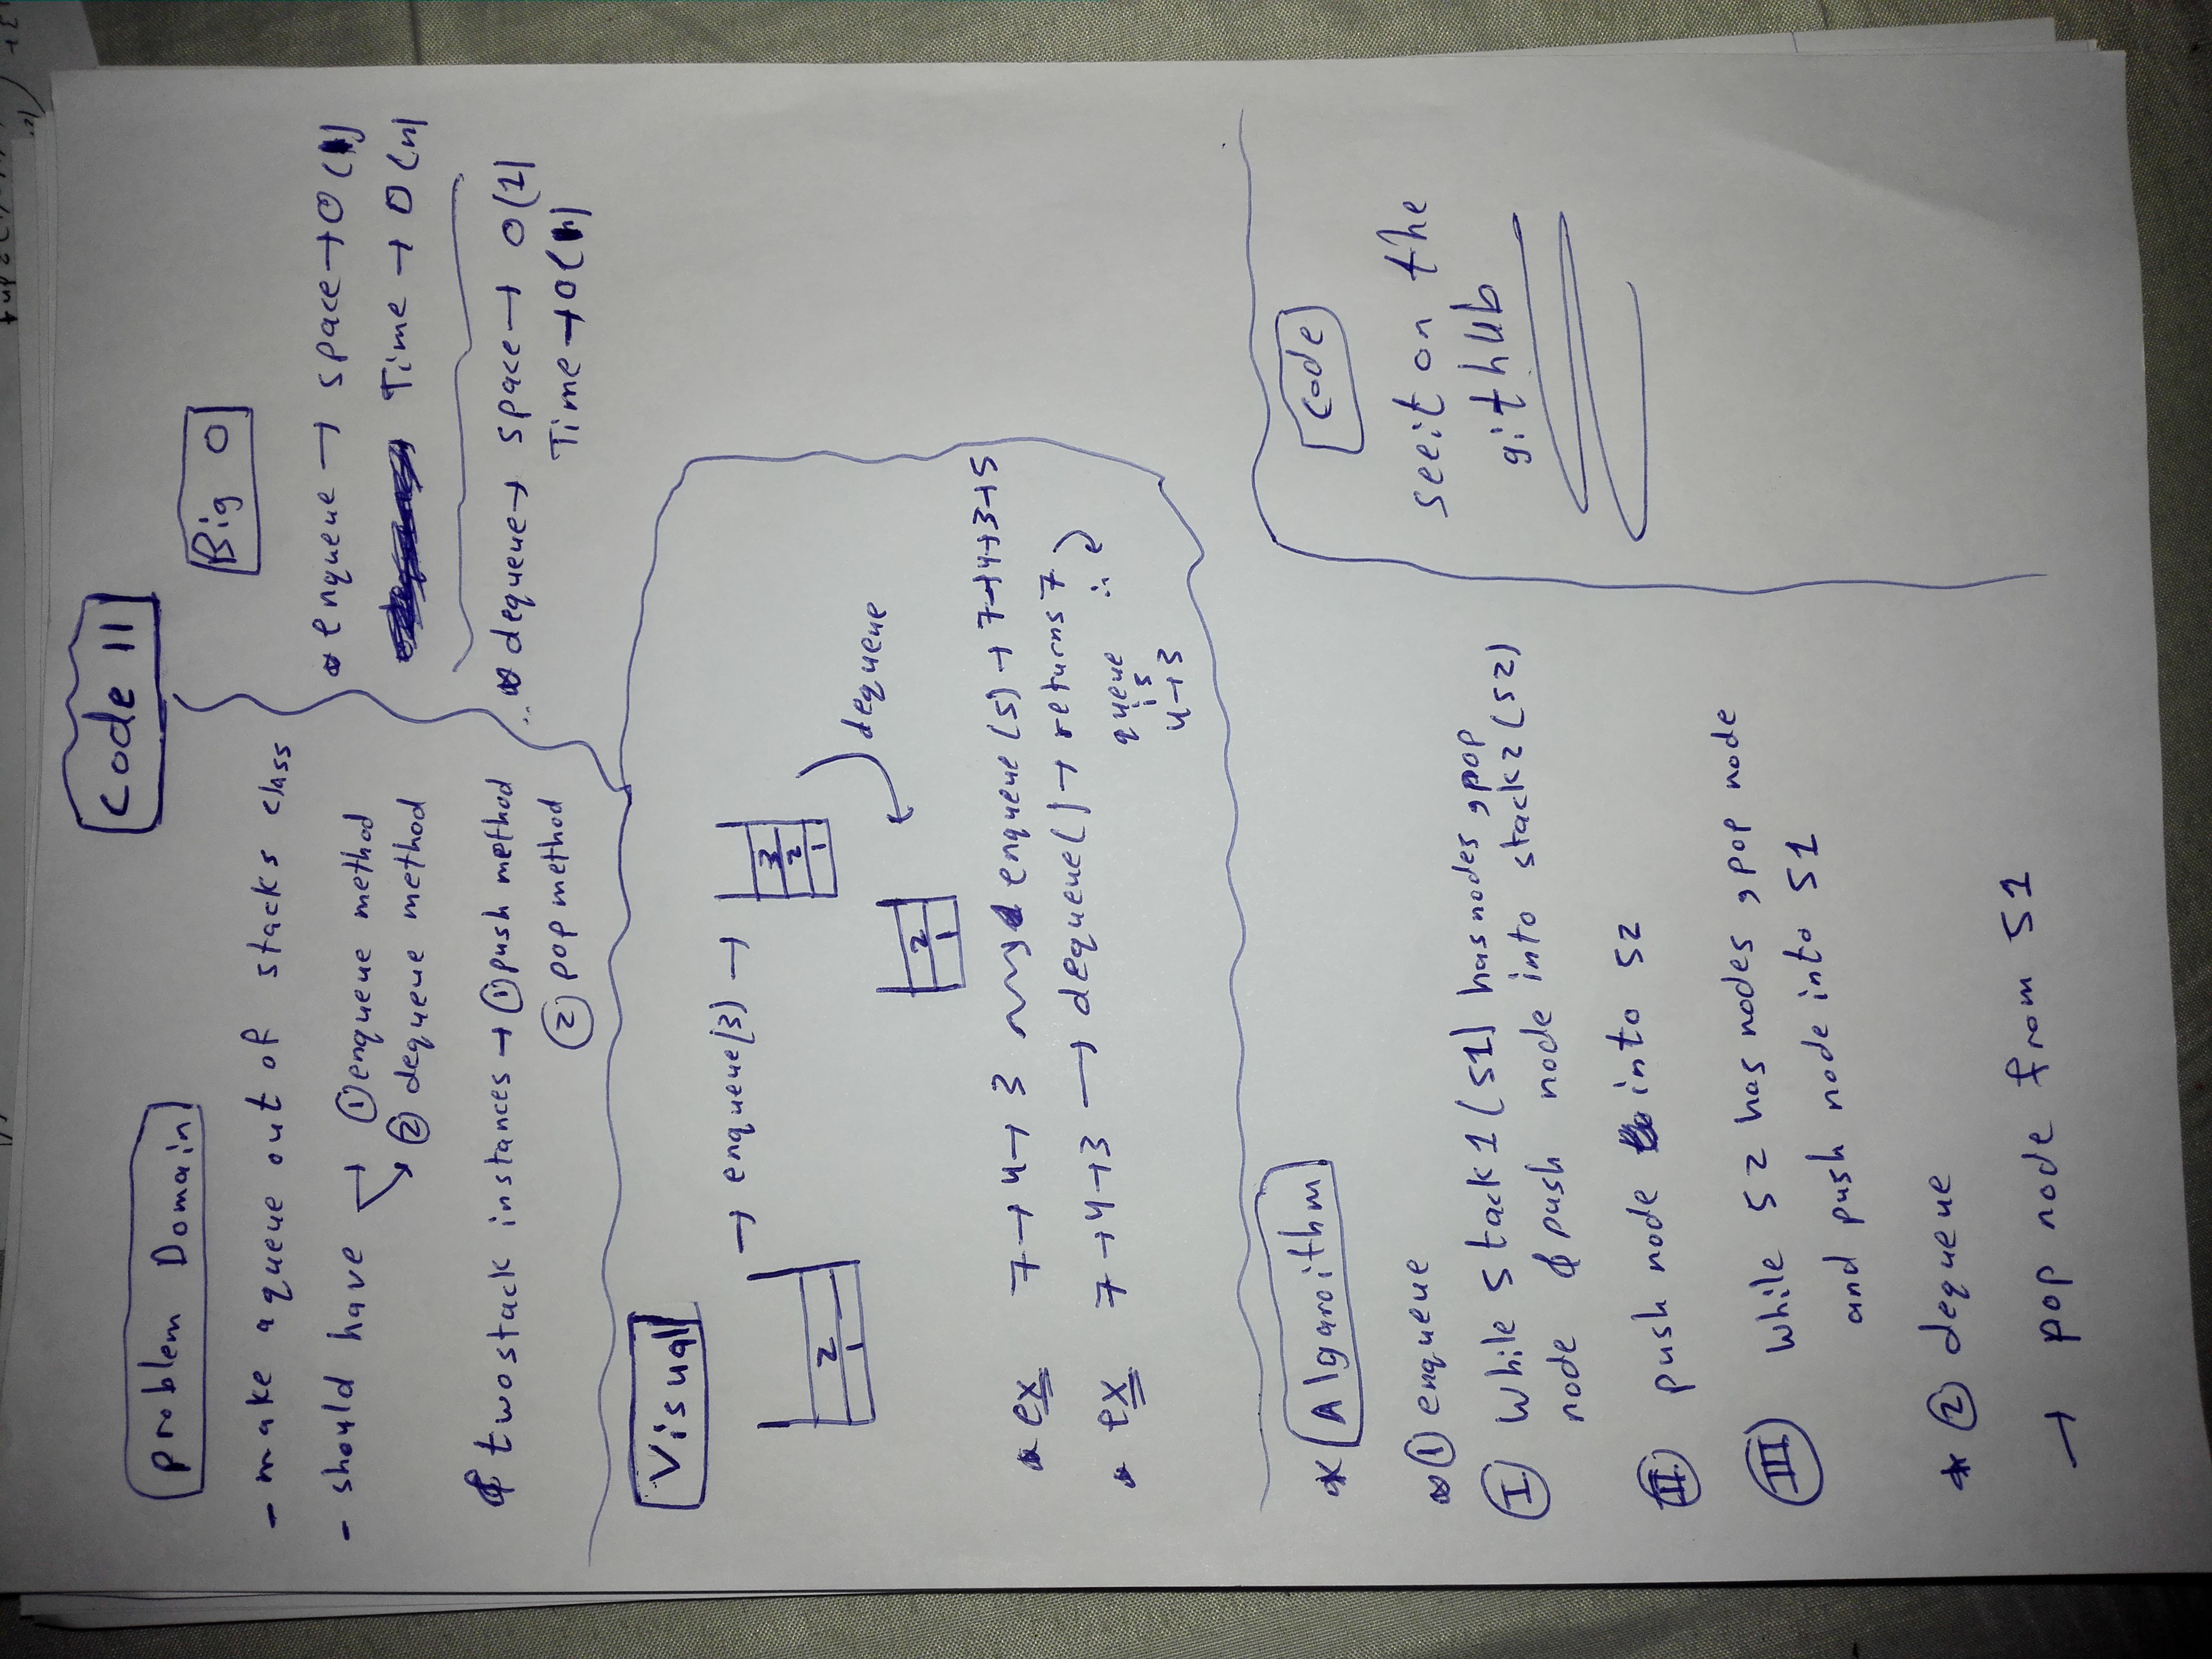 Code 11
problem Domain
- make a queue out of stacks class
- should have → ① enqueue method
② dequeue method
two stack instances → ① push method
② pop method
Big O
enqueue → space → O(
Time → O(n)
dequeue → space → O(1)
Time → O(
Visual
2
1
→ enqueue(3) →
3
2
1
dequeue
2
1
ex 7 → 4 → 3 enqueue(5) → 7 → 4 → 3 → 5
ex 7 → 4 → 3 → dequeue() → returns 7
∴ queue
is
4 → 3
* Algaroithm
① enqueue
I While Stack 1 (S1) has nodes, pop
node & push node into stack 2 (S2)
II push node into S2
III While S2 has nodes, pop node
and push node into S1
* ② dequeue
→ pop node from S1
code
see it on the
github